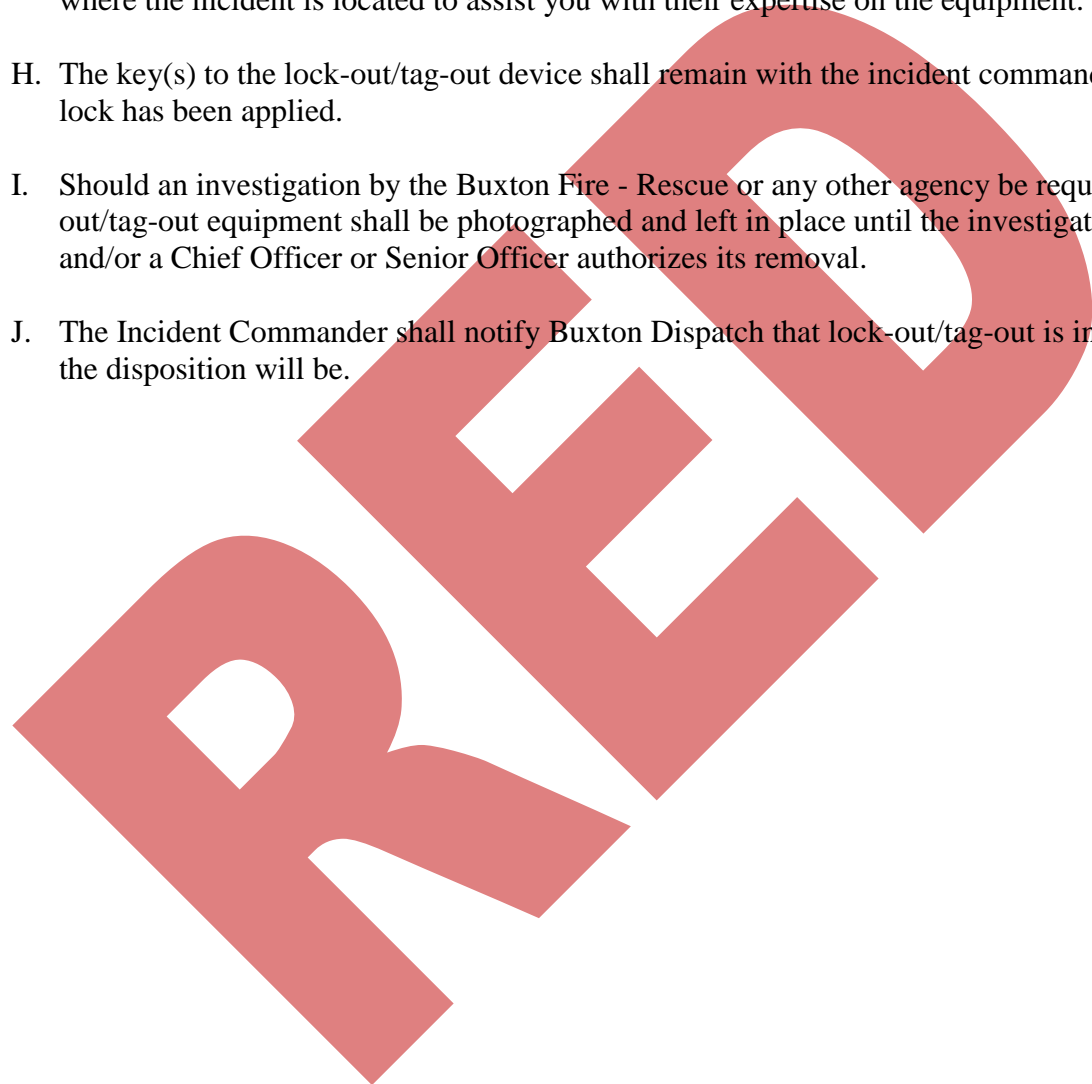 where the incident is located to assist you with their expertise on the equipment.
H. The key(s) to the lock-out/tag-out device shall remain with the incident
lock has been applied.
I. Should an investigation by the Buxton Fire - Rescue or any other agency be
out/tag-out equipment shall be photographed and left in place until the
and/or a Chief Officer or Senior Officer authorizes its removal.
J. The Incident Commander shall notify Buxton Dispatch that lock-out/tag-out is
the disposition will be.
RED